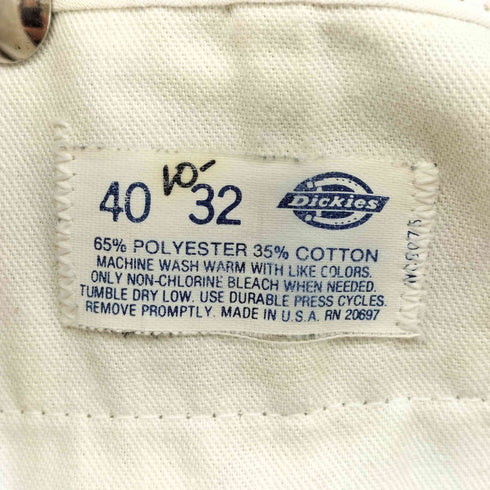 10-
40 32
Dickies
65% POLYESTER 35% COTTON
MACHINE WASH WARM WITH LIKE COLORS.
ONLY NON-CHLORINE BLEACH WHEN NEEDED.
TUMBLE DRY LOW. USE DURABLE PRESS CYCLES.
REMOVE PROMPTLY. MADE IN U.S.A. RN 20697